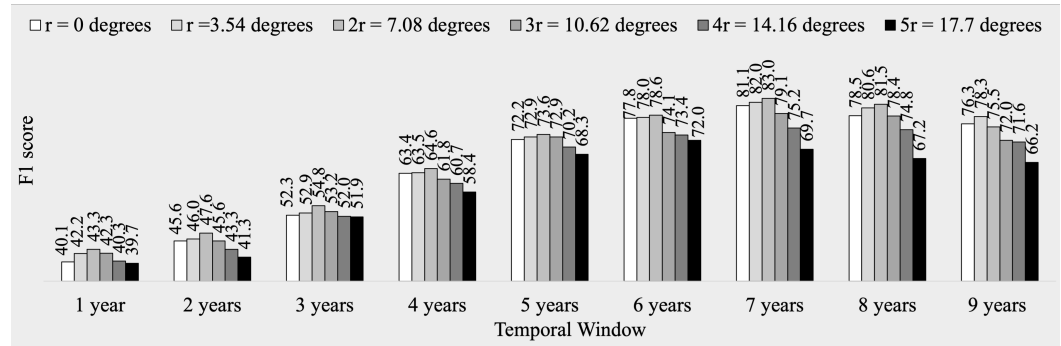 r = 0 degrees r =3.54 degrees 2r = 7.08 degrees 3r = 10.62 degrees 4r = 14.16 degrees 5r = 17.7 degrees
F1 score
40.1 42.2 43.3 42.3 40.3 39.7
45.6 46.0 47.6 45.6 43.3 41.3
52.3 52.9 54.8 53.2 52.0 51.9
63.4 63.5 64.6 61.8 60.7 58.4
72.2 72.9 73.6 72.9 70.2 68.3
77.8 78.0 78.6 74.1 73.4 72.0
81.1 82.0 83.0 79.1 75.2 69.7
78.5 80.6 81.5 78.4 74.8 67.2
76.3 78.3 75.5 72.0 71.6 66.2
1 year 2 years 3 years 4 years 5 years 6 years 7 years 8 years 9 years
Temporal Window